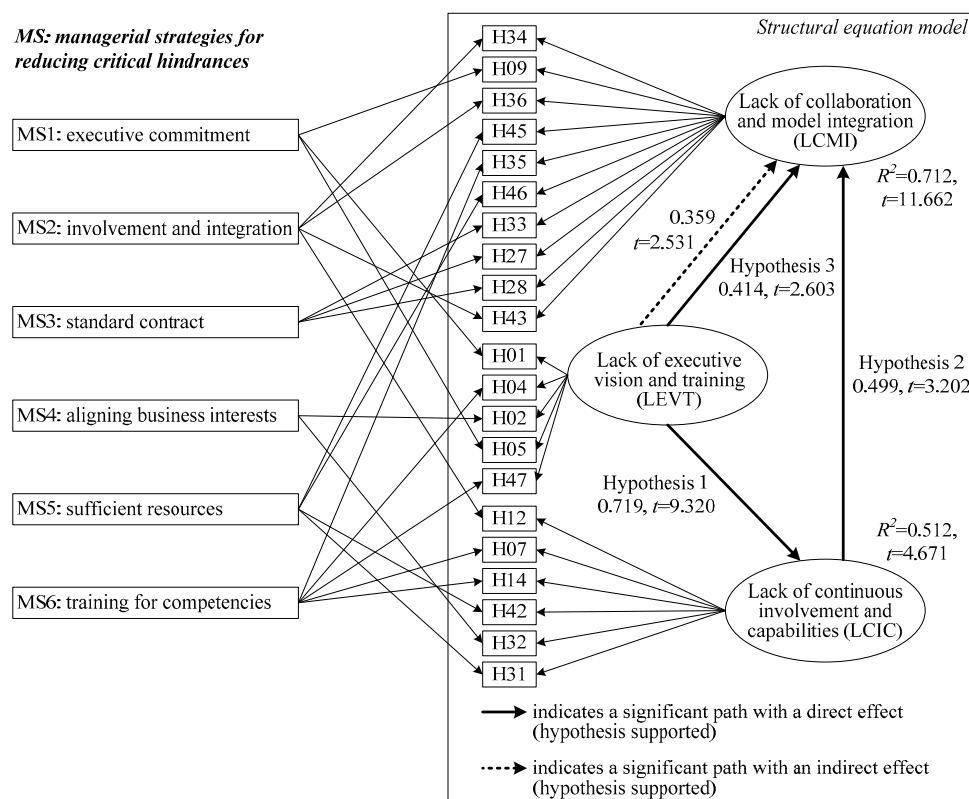 MS: managerial strategies for
reducing critical hindrances
MS1: executive commitment
MS2: involvement and integration
MS3: standard contract
MS4: aligning business interests
MS5: sufficient resources
MS6: training for competencies
Structural equation model
H34
H09
H36
H45
H35
H46
H33
H27
H28
H43
H01
H04
H02
H05
H47
H12
H07
H14
H42
H32
H31
Lack of collaboration
and model integration
(LCMI)
R²=0.712,
t=11.662
0.359
t=2.531
Hypothesis 3
0.414, t=2.603
Lack of executive
vision and training
(LEVT)
Hypothesis 2
0.499, t=3.202
Hypothesis 1
0.719, t=9.320
R²=0.512,
t=4.671
Lack of continuous
involvement and
capabilities (LCIC)
indicates a significant path with a direct effect
(hypothesis supported)
indicates a significant path with an indirect effect
(hypothesis supported)